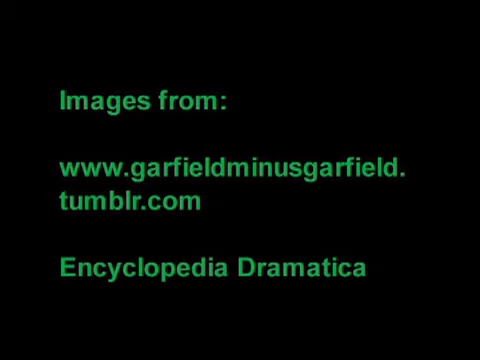 Images from:
www.garfieldminusgarfield.
tumblr.com
Encyclopedia Dramatica